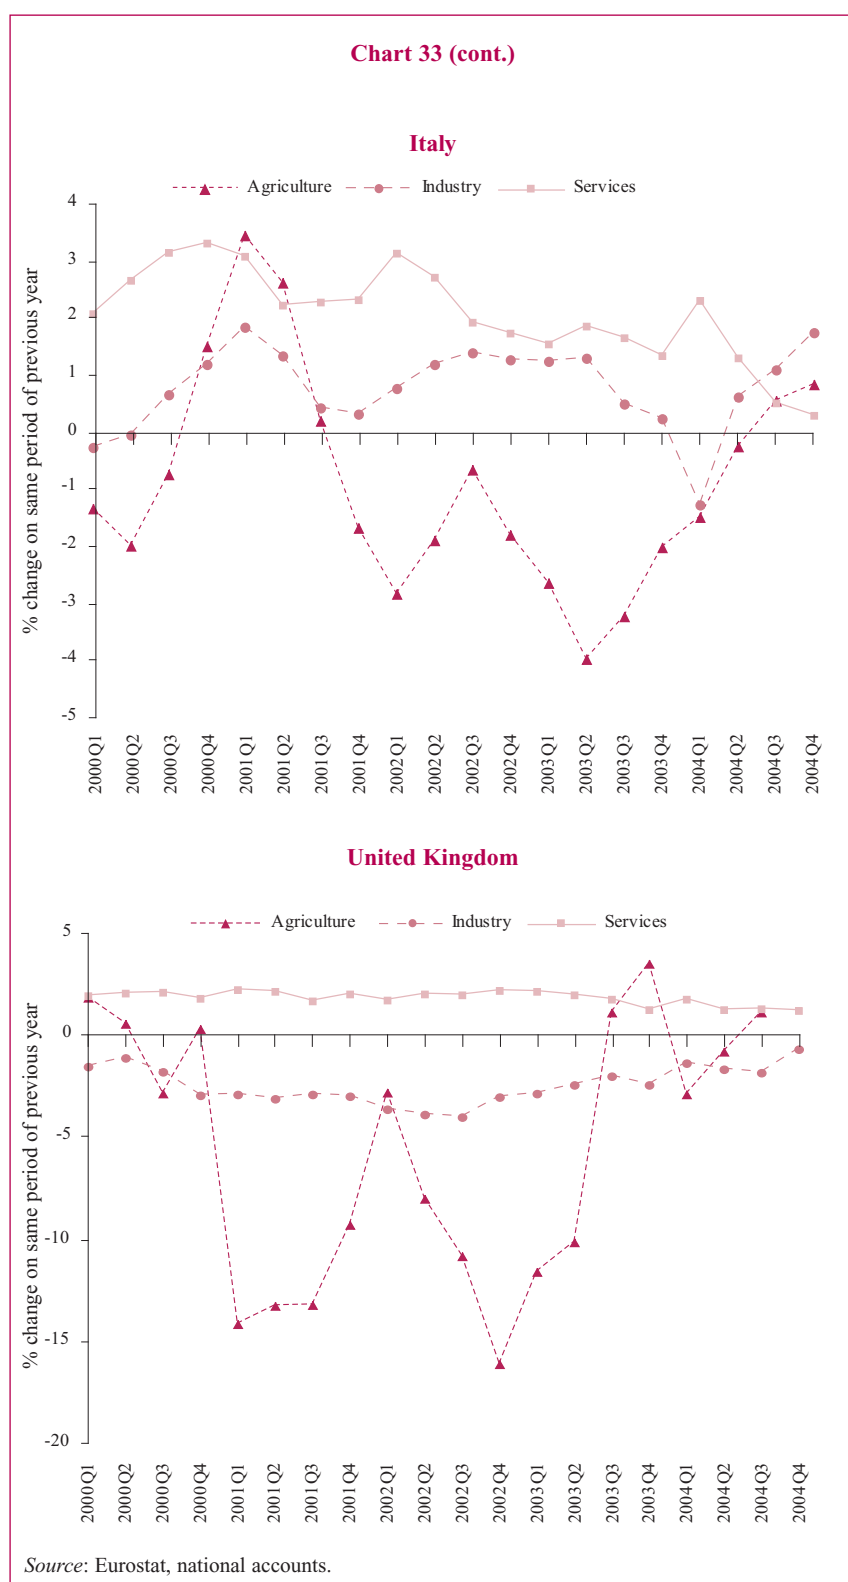 Chart 33 (cont.)
Italy
Agriculture Industry Services
% change on same period of previous year
4
3
2
1
0
-1
-2
-3
-4
-5
2000Q1 2000Q2 2000Q3 2000Q4 2001Q1 2001Q2 2001Q3 2001Q4 2002Q1 2002Q2 2002Q3 2002Q4 2003Q1 2003Q2 2003Q3 2003Q4 2004Q1 2004Q2 2004Q3 2004Q4
United Kingdom
Agriculture Industry Services
% change on same period of previous year
5
0
-5
-10
-15
-20
2000Q1 2000Q2 2000Q3 2000Q4 2001Q1 2001Q2 2001Q3 2001Q4 2002Q1 2002Q2 2002Q3 2002Q4 2003Q1 2003Q2 2003Q3 2003Q4 2004Q1 2004Q2 2004Q3 2004Q4
Source: Eurostat, national accounts.